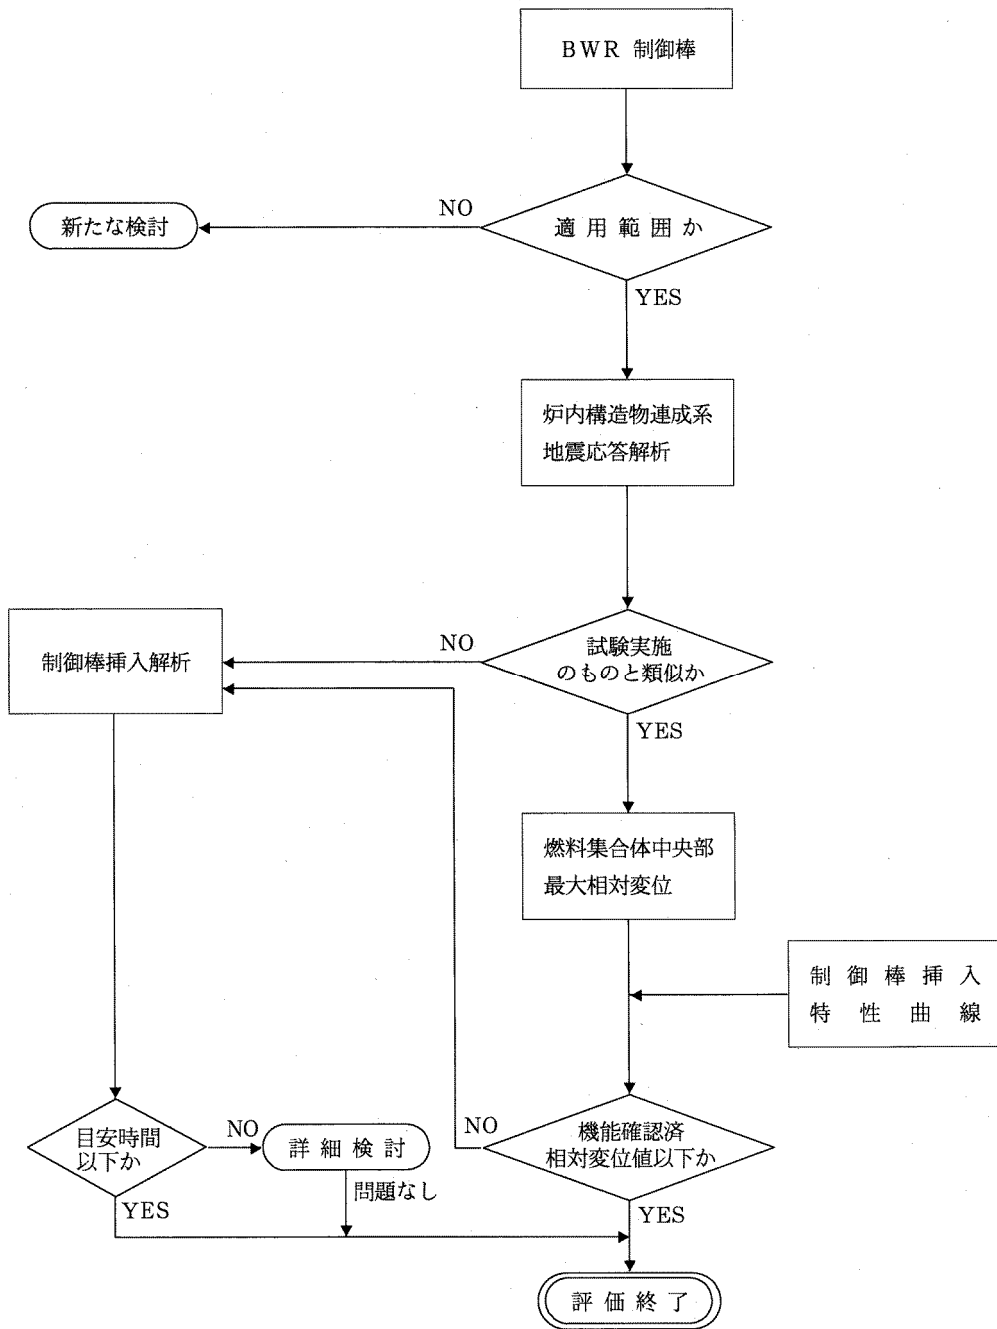 BWR 制御棒
適用範囲か
NO
新たな検討
YES
炉内構造物連成系
地震応答解析
試験実施
のものと類似か
NO
制御棒挿入解析
YES
燃料集合体中央部
最大相対変位
制御棒挿入
特性曲線
機能確認済
相対変位値以下か
NO
目安時間
以下か
NO
詳細検討
問題なし
YES
YES
評価終了